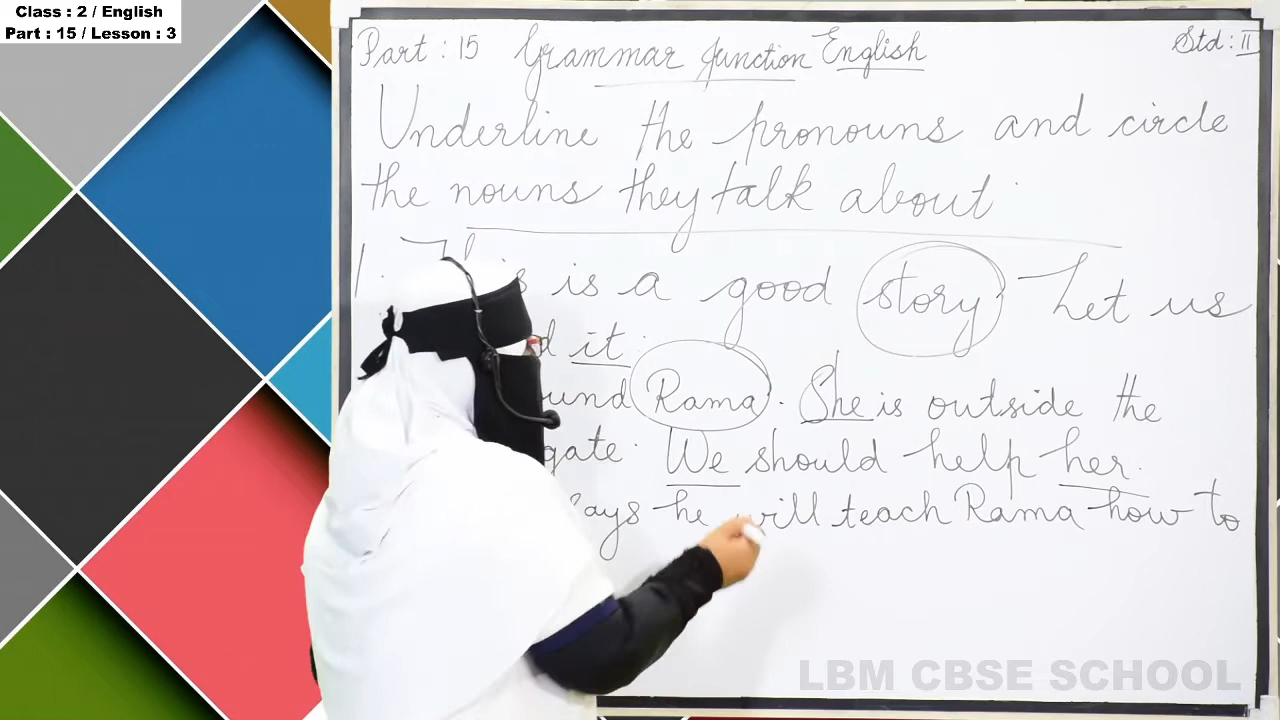 Class : 2 / English
Part : 15 / Lesson : 3
Part : 15 Grammar Junction English Std : II
Underline the pronouns and circle
the nouns they talk about.
1. is a good story. Let us
it.
Rama. She is outside the
gate. We should help her.
says he will teach Rama how to
LBM CBSE SCHOOL